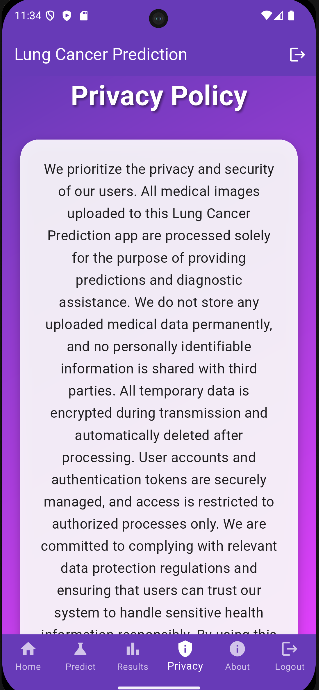 11:34
Lung Cancer Prediction
Privacy Policy
We prioritize the privacy and security
of our users. All medical images
uploaded to this Lung Cancer
Prediction app are processed solely
for the purpose of providing
predictions and diagnostic
assistance. We do not store any
uploaded medical data permanently,
and no personally identifiable
information is shared with third
parties. All temporary data is
encrypted during transmission and
automatically deleted after
processing. User accounts and
authentication tokens are securely
managed, and access is restricted to
authorized processes only. We are
committed to complying with relevant
data protection regulations and
ensuring that users can trust our
system to handle sensitive health
information responsibly. By using this
Home Predict Results Privacy About Logout